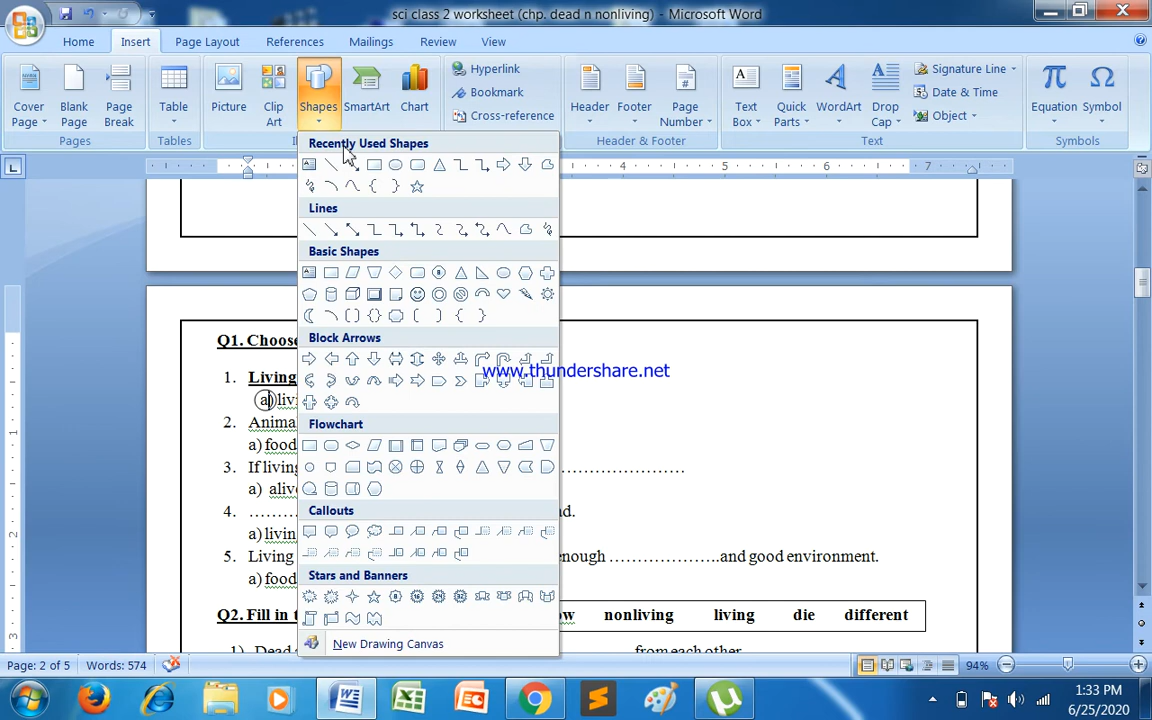 sci class 2 worksheet (chp. dead n nonliving) - Microsoft Word
Home Insert Page Layout References Mailings Review View
Cover Page
Blank Page
Page Break
Table
Picture
Clip Art
Shapes
SmartArt
Chart
Hyperlink
Bookmark
Cross-reference
Header
Footer
Page Number
Text Box
Quick Parts
WordArt
Drop Cap
Signature Line
Date & Time
Object
Equation
Symbol
Pages
Tables
Header & Footer
Text
Symbols
Recently Used Shapes
Lines
Basic Shapes
Block Arrows
Flowchart
Callouts
Stars and Banners
New Drawing Canvas
www.thundershare.net
Q1. Choose
1. Living
a) livi
2. Anima
a) food
3. If living ……………………
a) alive
4. ……… d.
a) livin
5. Living enough ………………..and good environment.
a) food
Q2. Fill in t ow nonliving living die different
1) Dead from each other
Page: 2 of 5 Words: 574 94%
1:33 PM
6/25/2020